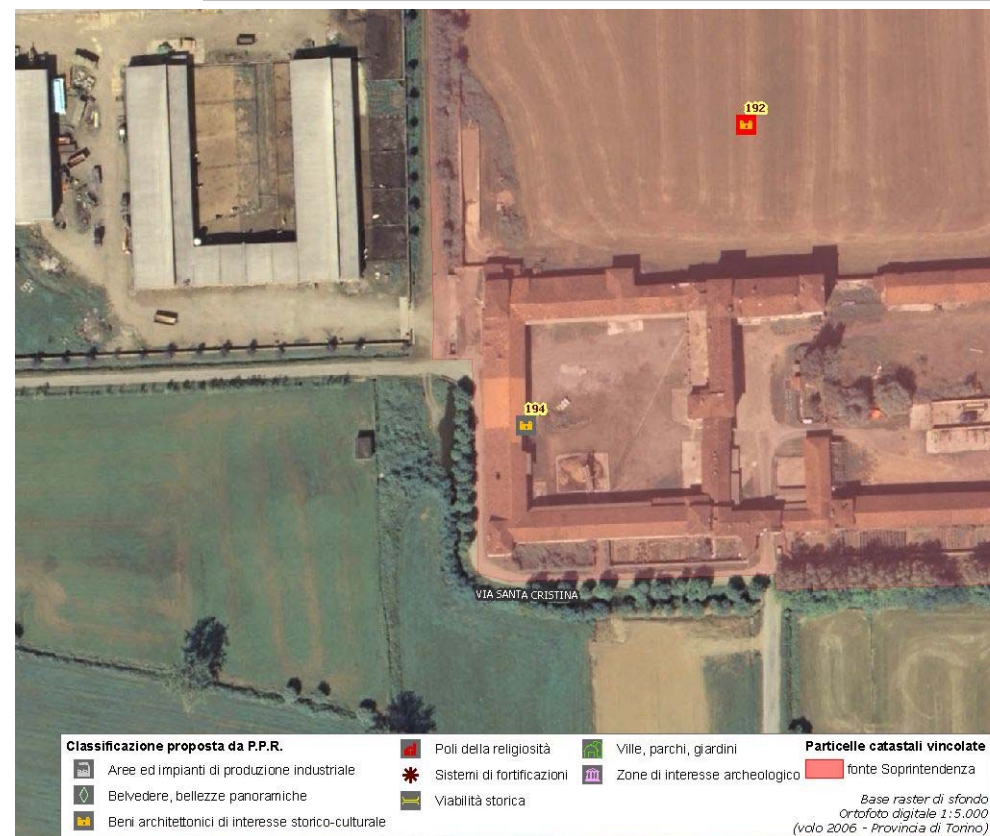 192
194
VIA SANTA CRISTINA
Classificazione proposta da P.P.R.
Aree ed impianti di produzione industriale
Belvedere, bellezze panoramiche
Beni architettonici di interesse storico-culturale
Poli della religiosità
Sistemi di fortificazioni
Viabilità storica
Ville, parchi, giardini
Zone di interesse archeologico
Particelle catastali vincolate
fonte Soprintendenza
Base raster di sfondo
Ortofoto digitale 1:5.000
(volo 2006 - Provincia di Torino)